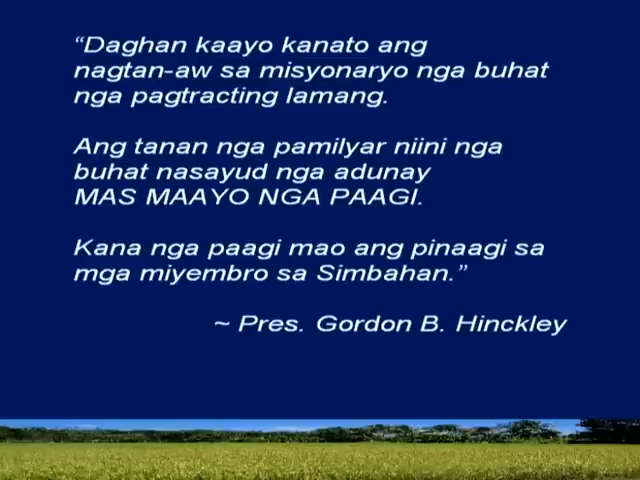 “Daghan kaayo kanato ang
nagtan-aw sa misyonaryo nga buhat
nga pagtracting lamang.
Ang tanan nga pamilyar niini nga
buhat nasayud nga adunay
MAS MAAYO NGA PAAGI.
Kana nga paagi mao ang pinaagi sa
mga miyembro sa Simbahan.”
~ Pres. Gordon B. Hinckley